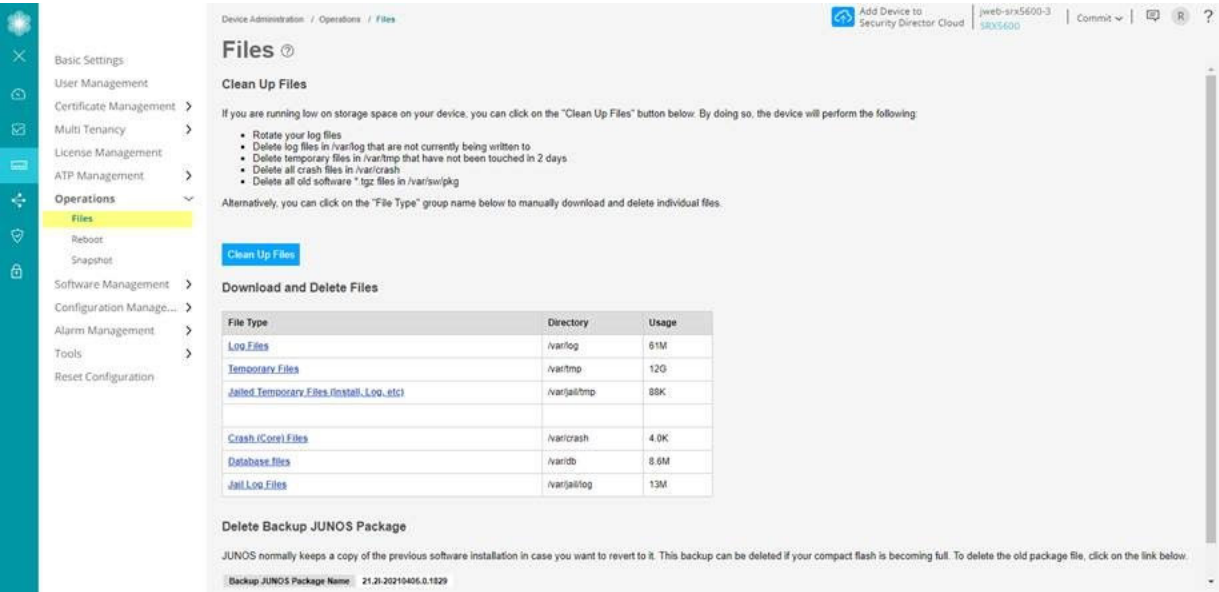 Device Administration / Operations / Files
Add Device to
Security Director Cloud
jweb-srx5600-3
SRX5600
Commit
R
?
Basic Settings
User Management
Certificate Management
Multi Tenancy
License Management
ATP Management
Operations
Files
Reboot
Snapshot
Software Management
Configuration Manage...
Alarm Management
Tools
Reset Configuration
Files ?
Clean Up Files
If you are running low on storage space on your device, you can click on the "Clean Up Files" button below. By doing so, the device will perform the following:
• Rotate your log files
• Delete log files in /var/log that are not currently being written to
• Delete temporary files in /var/tmp that have not been touched in 2 days
• Delete all crash files in /var/crash
• Delete all old software *.tgz files in /var/sw/pkg
Alternatively, you can click on the "File Type" group name below to manually download and delete individual files.
Clean Up Files
Download and Delete Files
File Type Directory Usage
Log Files /var/log 61M
Temporary Files /var/tmp 12G
Jailed Temporary Files (Install, Log, etc) /var/jail/tmp 88K
Crash (Core) Files /var/crash 4.0K
Database files /var/db 8.6M
Jail Log Files /var/jail/log 13M
Delete Backup JUNOS Package
JUNOS normally keeps a copy of the previous software installation in case you want to revert to it. This backup can be deleted if your compact flash is becoming full. To delete the old package file, click on the link below.
Backup JUNOS Package Name 21.2I-20210406.0.1829